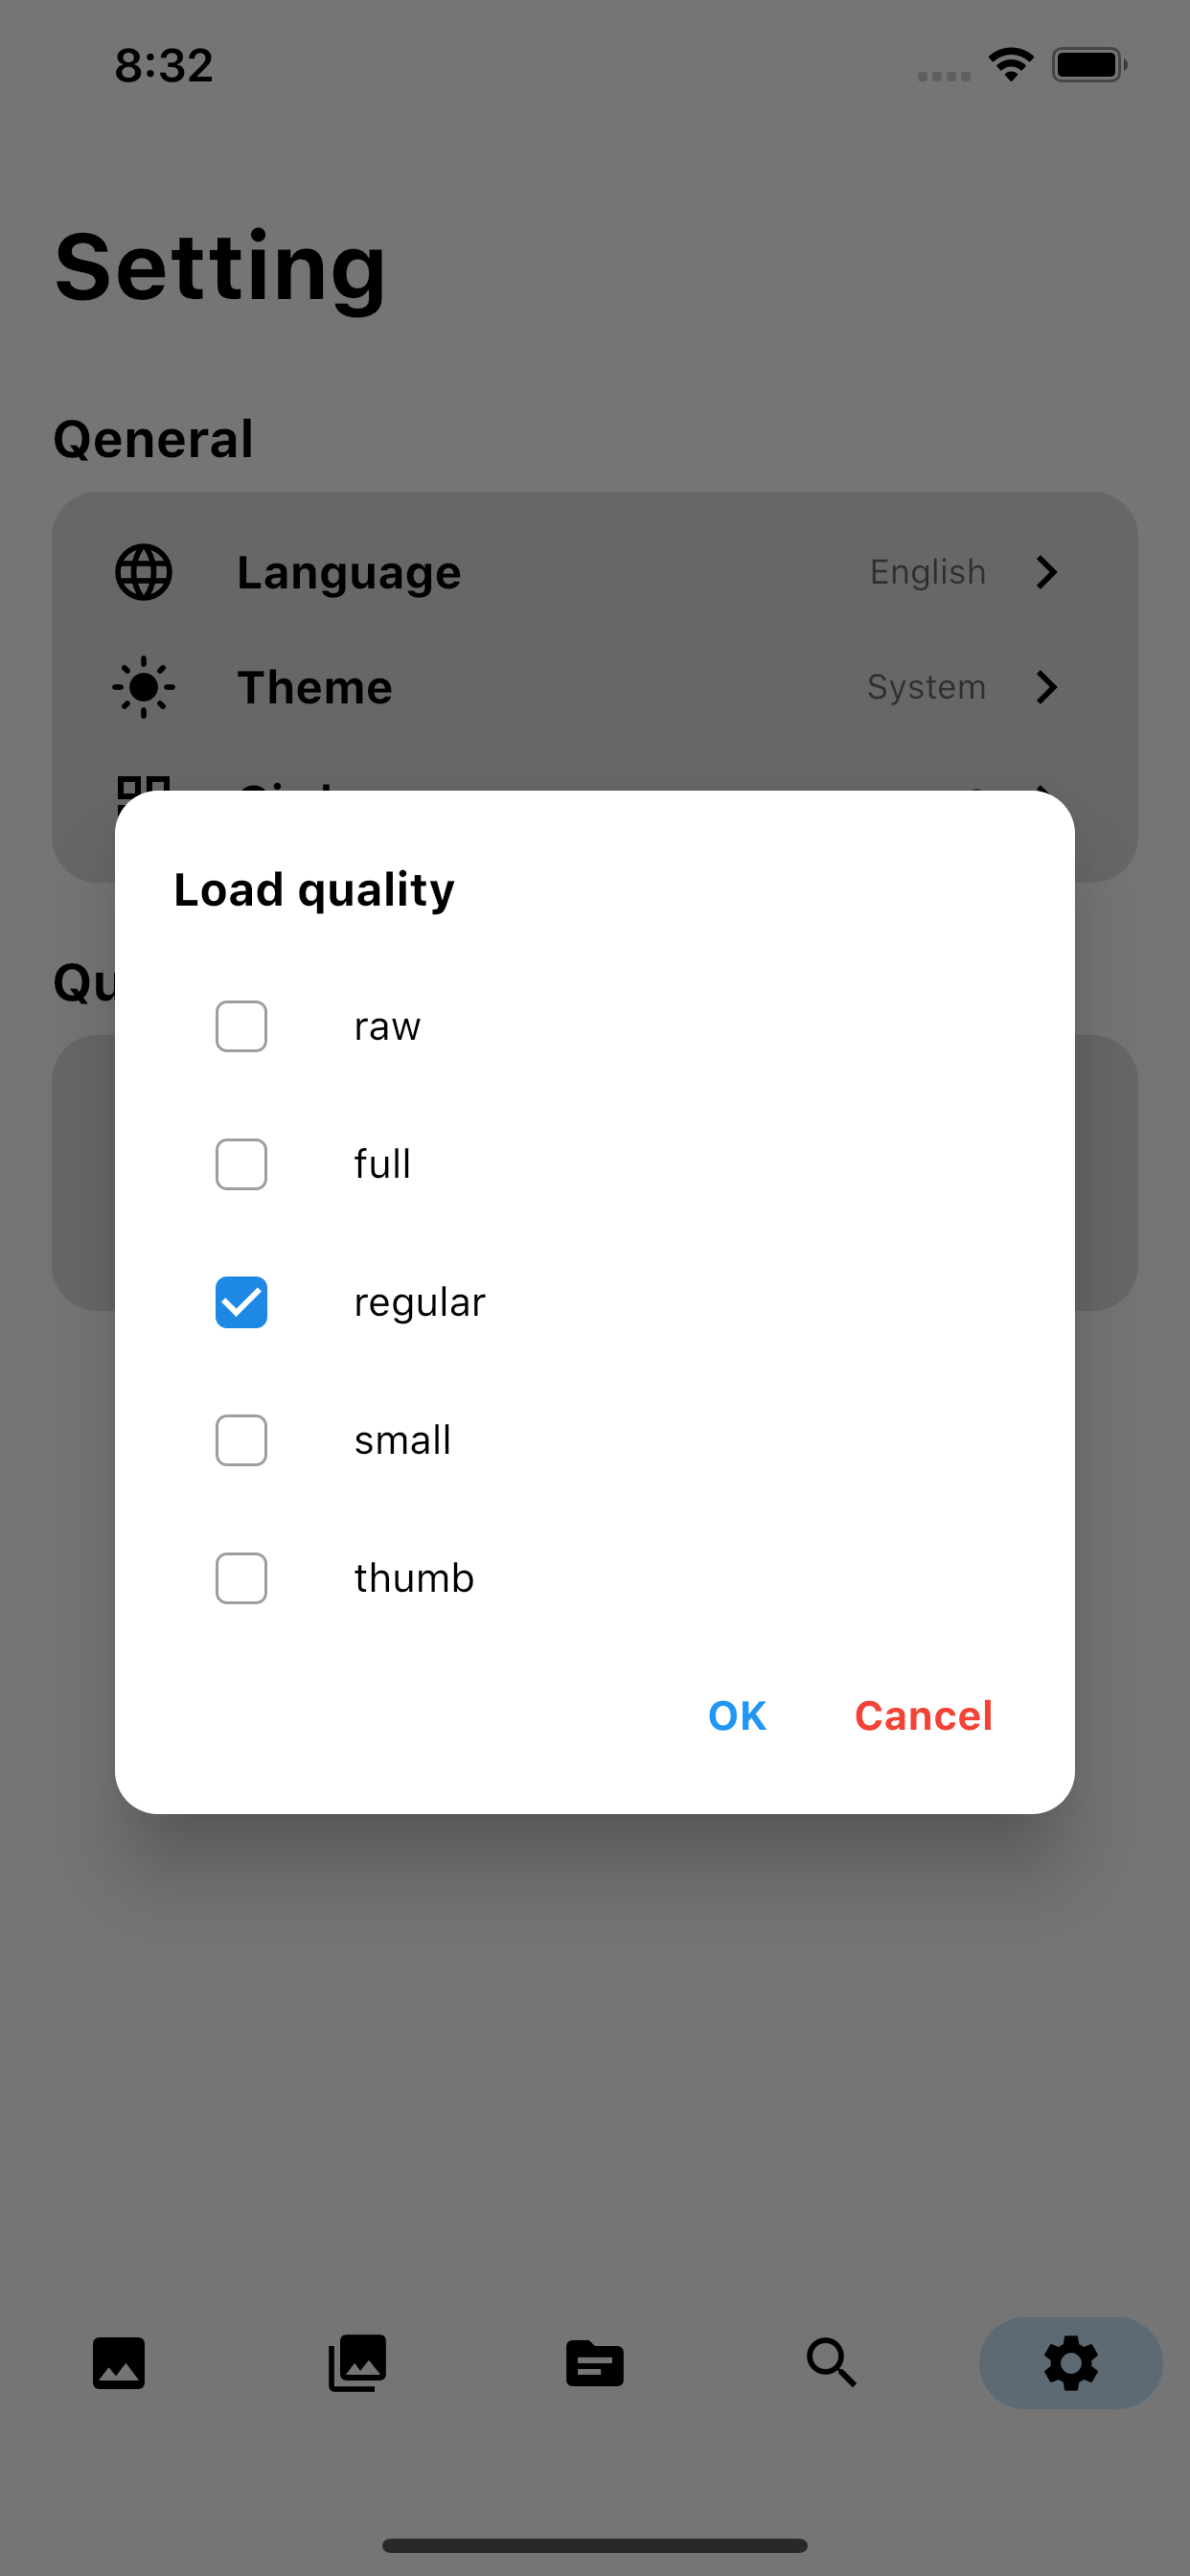 8:32
Setting
Qeneral
Language English
Theme System
Load quality
raw
full
regular
small
thumb
OK Cancel